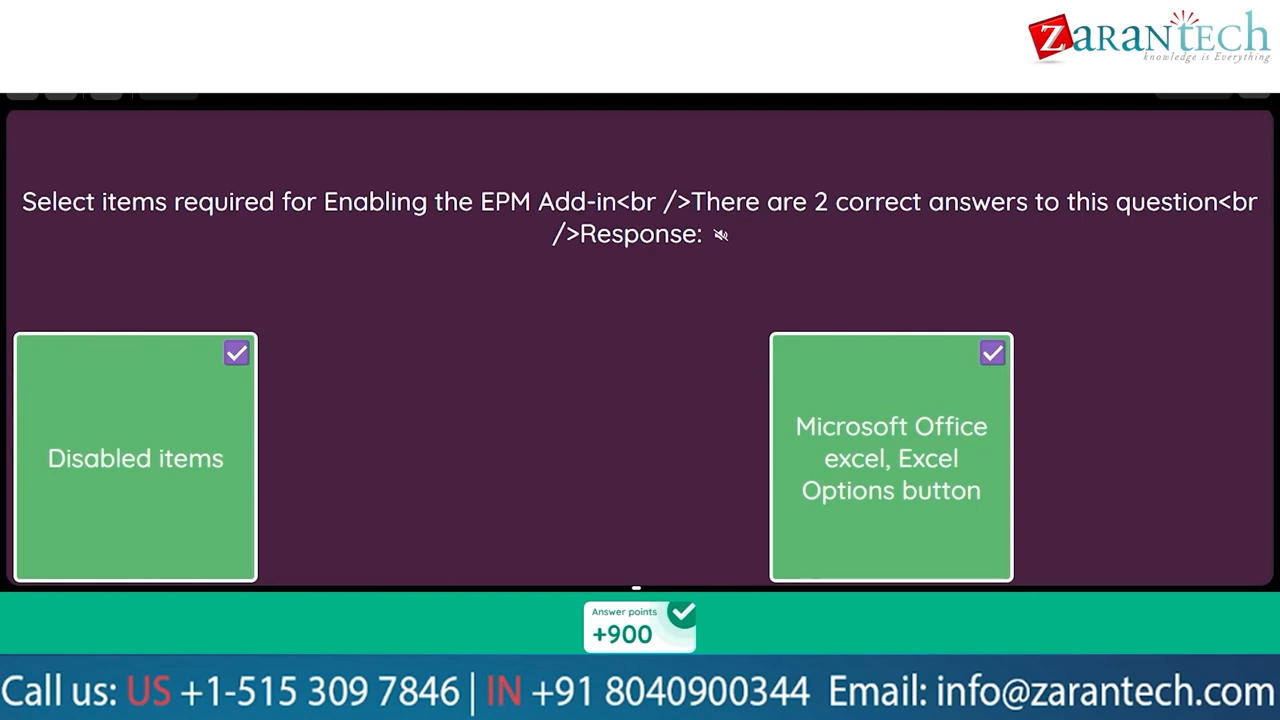 ZARANTECH
knowledge is Everything
Select items required for Enabling the EPM Add-in<br />There are 2 correct answers to this question<br
/>Response:
Disabled items
Microsoft Office
excel, Excel
Options button
Answer points
+900
Call us: US +1-515 309 7846 | IN +91 8040900344 Email: info@zarantech.com